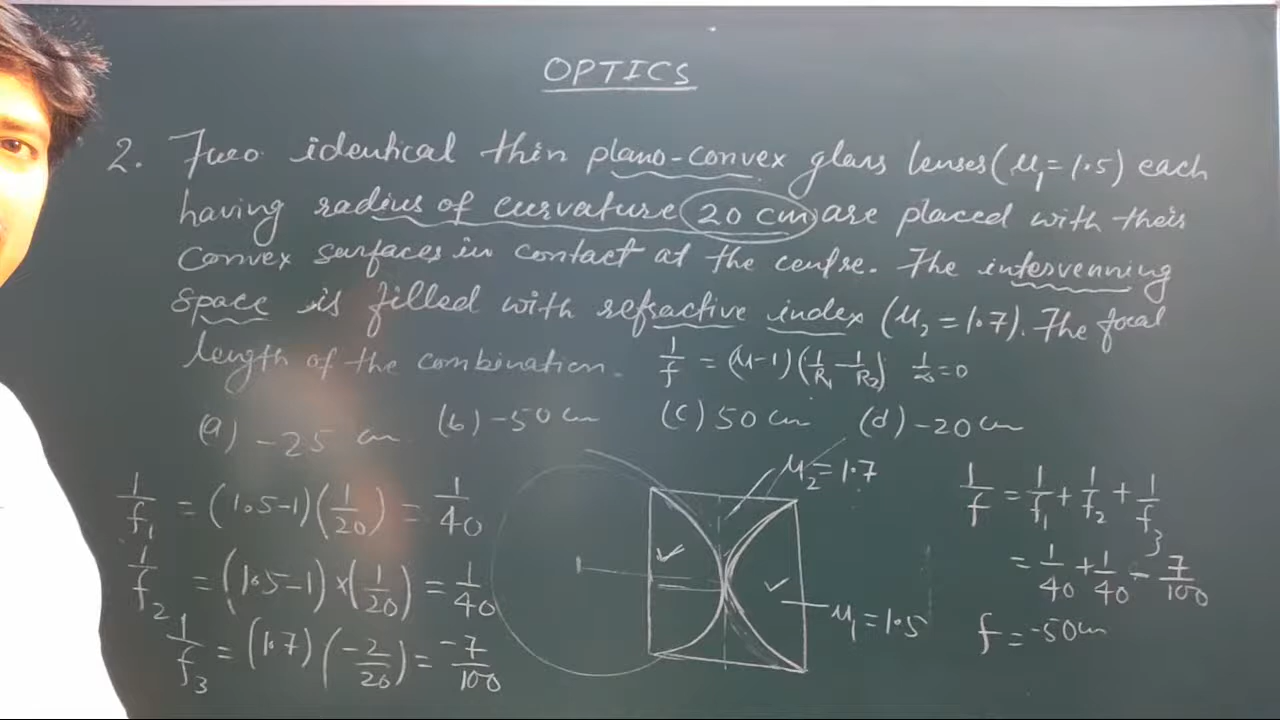 OPTICS
2. Two identical thin plano-convex glass lenses (μ₁ = 1.5) each
having radius of curvature 20 cm are placed with their
convex surfaces in contact at the centre. The intervenning
space is filled with refractive index (μ₂ = 1.7). The focal
length of the combination.
1/f = (μ-1)(1/R₁ - 1/R₂) 1/∞ = 0
(a) -25 cm (b) -50 cm (c) 50 cm (d) -20 cm
1/f₁ = (1.5-1)(1/20) = 1/40
1/f₂ = (1.5-1)×(1/20) = 1/40
1/f₃ = (1.7)(-2/20) = -7/100
μ₂ = 1.7
μ₁ = 1.5
1/f = 1/f₁ + 1/f₂ + 1/f₃
= 1/40 + 1/40 - 7/100
f = -50 cm